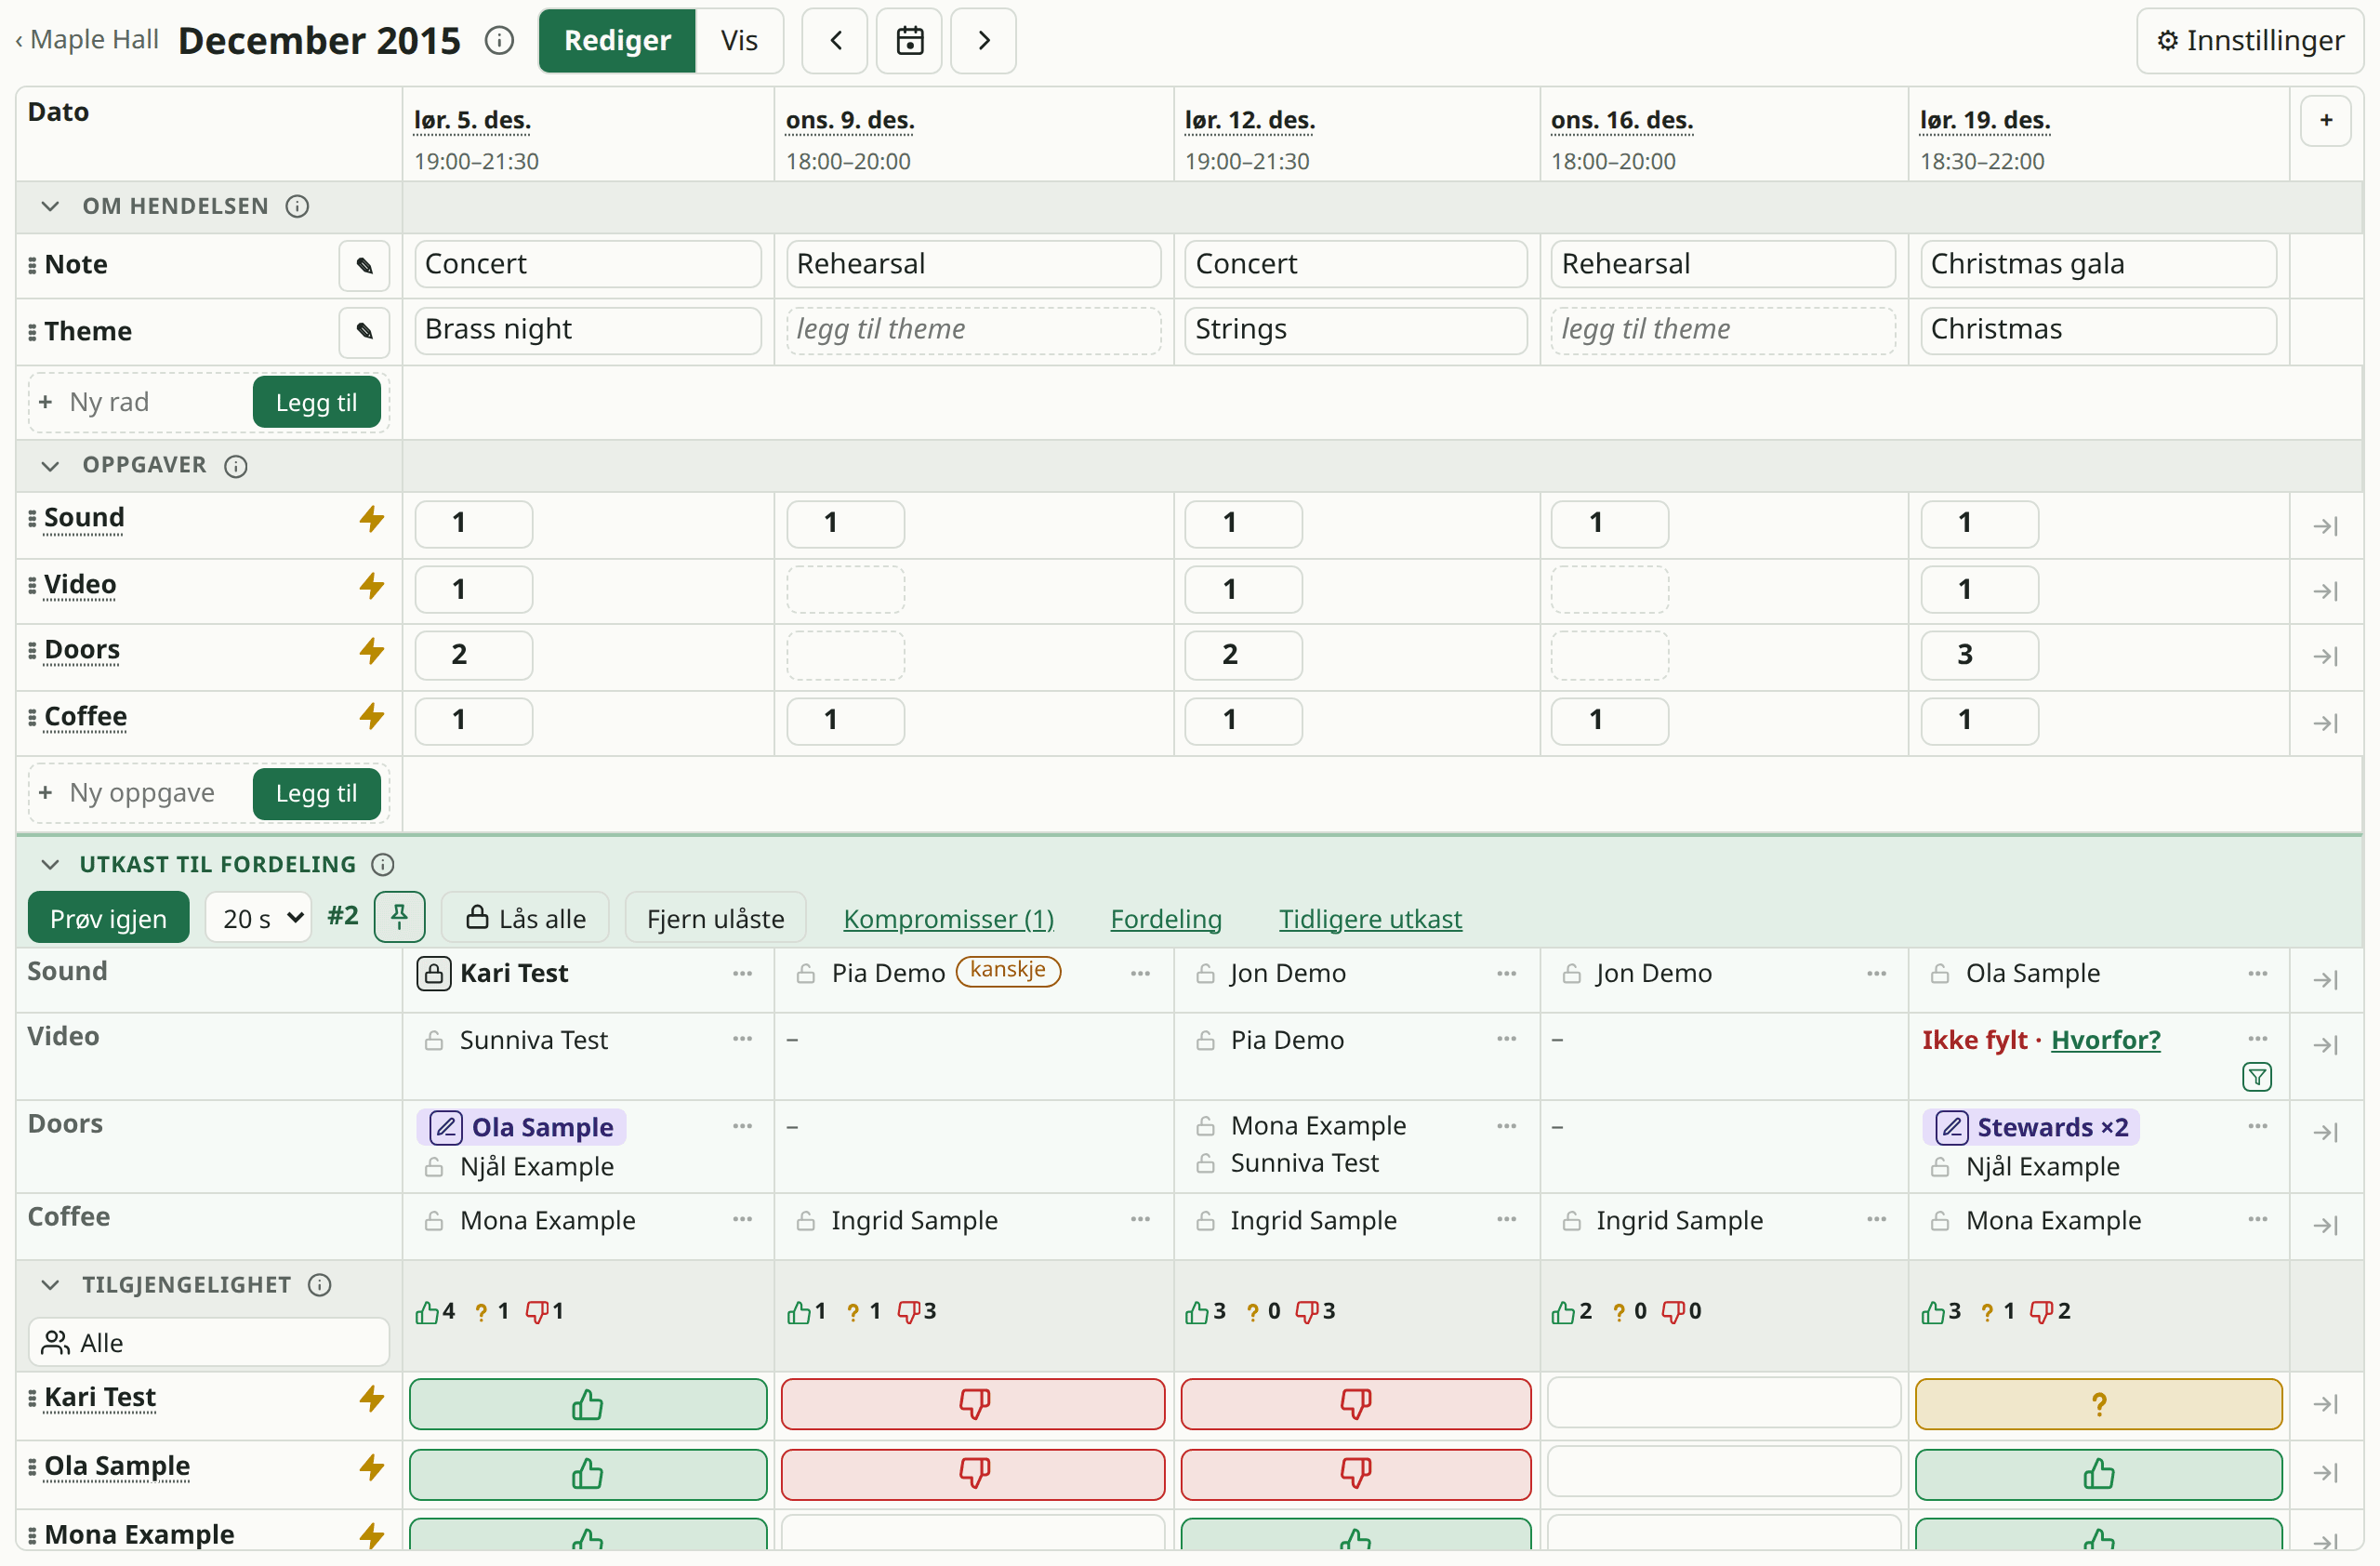 ‹ Maple Hall December 2015 Rediger Vis ⚙ Innstillinger
Dato lør. 5. des. ons. 9. des. lør. 12. des. ons. 16. des. lør. 19. des. +
19:00–21:30 18:00–20:00 19:00–21:30 18:00–20:00 18:30–22:00
OM HENDELSEN
Note Concert Rehearsal Concert Rehearsal Christmas gala
Theme Brass night legg til theme Strings legg til theme Christmas
+ Ny rad Legg til
OPPGAVER
Sound 1 1 1 1 1
Video 1 1 1
Doors 2 2 3
Coffee 1 1 1 1 1
+ Ny oppgave Legg til
UTKAST TIL FORDELING
Prøv igjen 20 s #2 Lås alle Fjern ulåste Kompromisser (1) Fordeling Tidligere utkast
Sound Kari Test Pia Demo kanskje Jon Demo Jon Demo Ola Sample
Video Sunniva Test – Pia Demo – Ikke fylt · Hvorfor?
Doors Ola Sample – Mona Example – Stewards ×2
Njål Example Sunniva Test Njål Example
Coffee Mona Example Ingrid Sample Ingrid Sample Ingrid Sample Mona Example
TILGJENGELIGHET
4 ? 1 1 1 ? 1 3 3 ? 0 3 2 ? 0 0 3 ? 1 2
Alle
Kari Test ?
Ola Sample
Mona Example